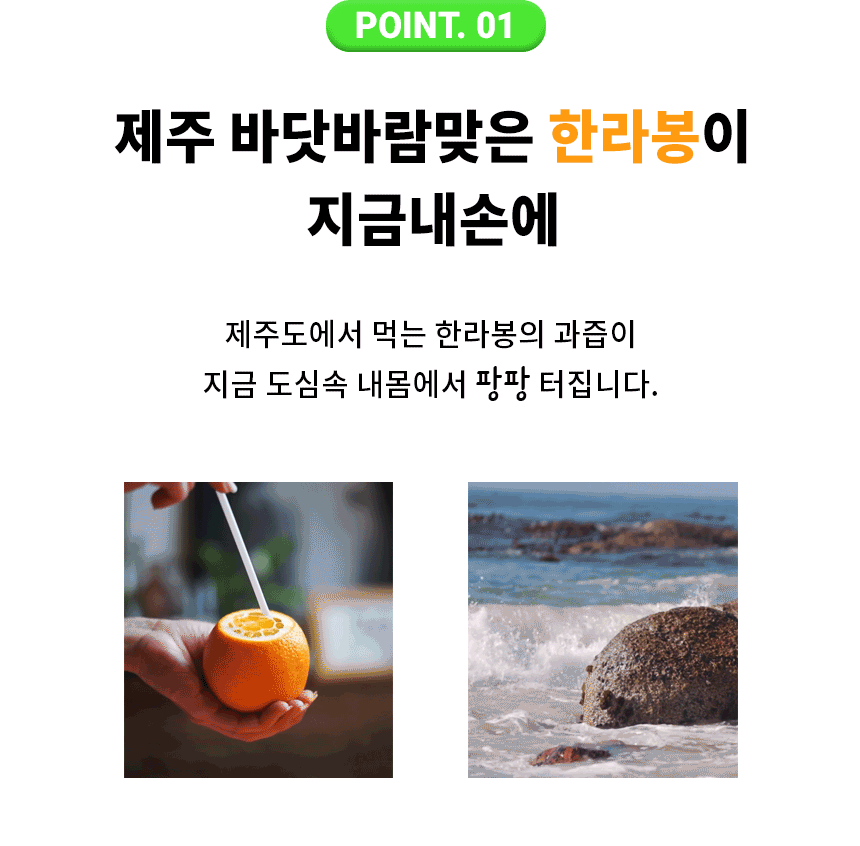 POINT. 01
제주 바닷바람맞은 한라봉이
지금내손에
제주도에서 먹는 한라봉의 과즙이
지금 도심속 내몸에서 팡팡 터집니다.